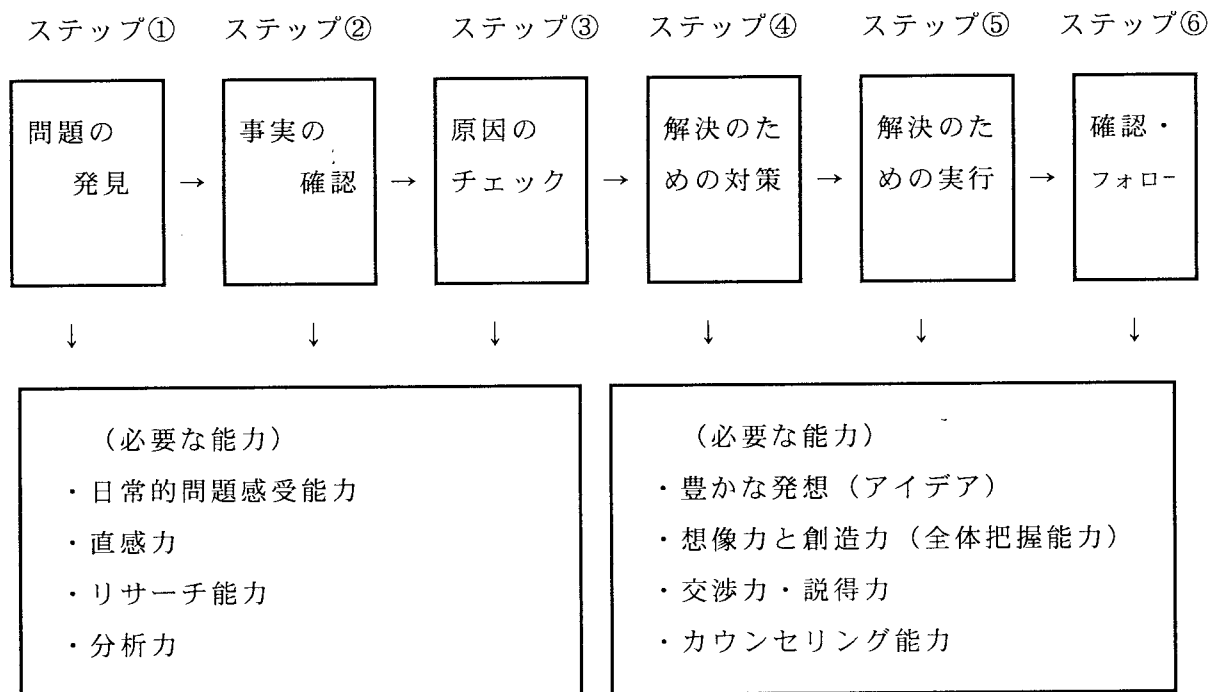 ステップ① ステップ② ステップ③ ステップ④ ステップ⑤ ステップ⑥
問題の
発見
→
事実の
確認
→
原因の
チェック
→
解決のた
めの対策
→
解決のた
めの実行
→
確認・
フォロー
↓ ↓ ↓ ↓ ↓ ↓
(必要な能力)
・日常的問題感受能力
・直感力
・リサーチ能力
・分析力
(必要な能力)
・豊かな発想(アイデア)
・想像力と創造力(全体把握能力)
・交渉力・説得力
・カウンセリング能力